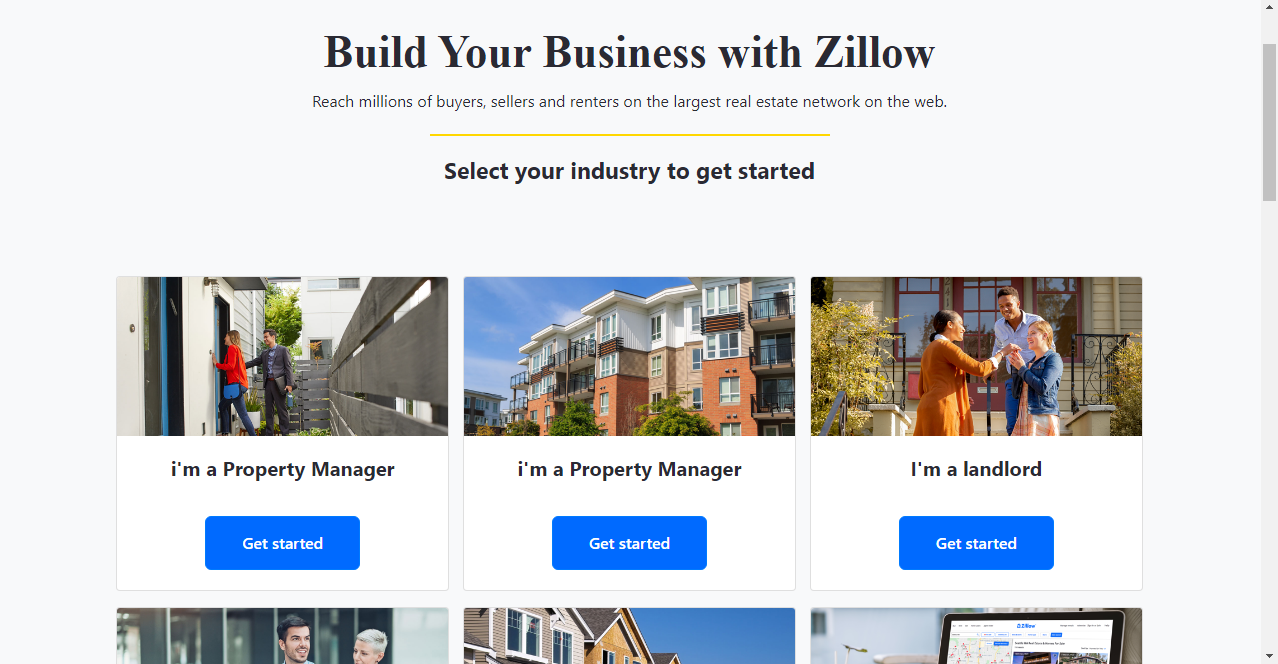 Build Your Business with Zillow
Reach millions of buyers, sellers and renters on the largest real estate network on the web.
Select your industry to get started
i'm a Property Manager
i'm a Property Manager
I'm a landlord
Get started
Get started
Get started
Zillow